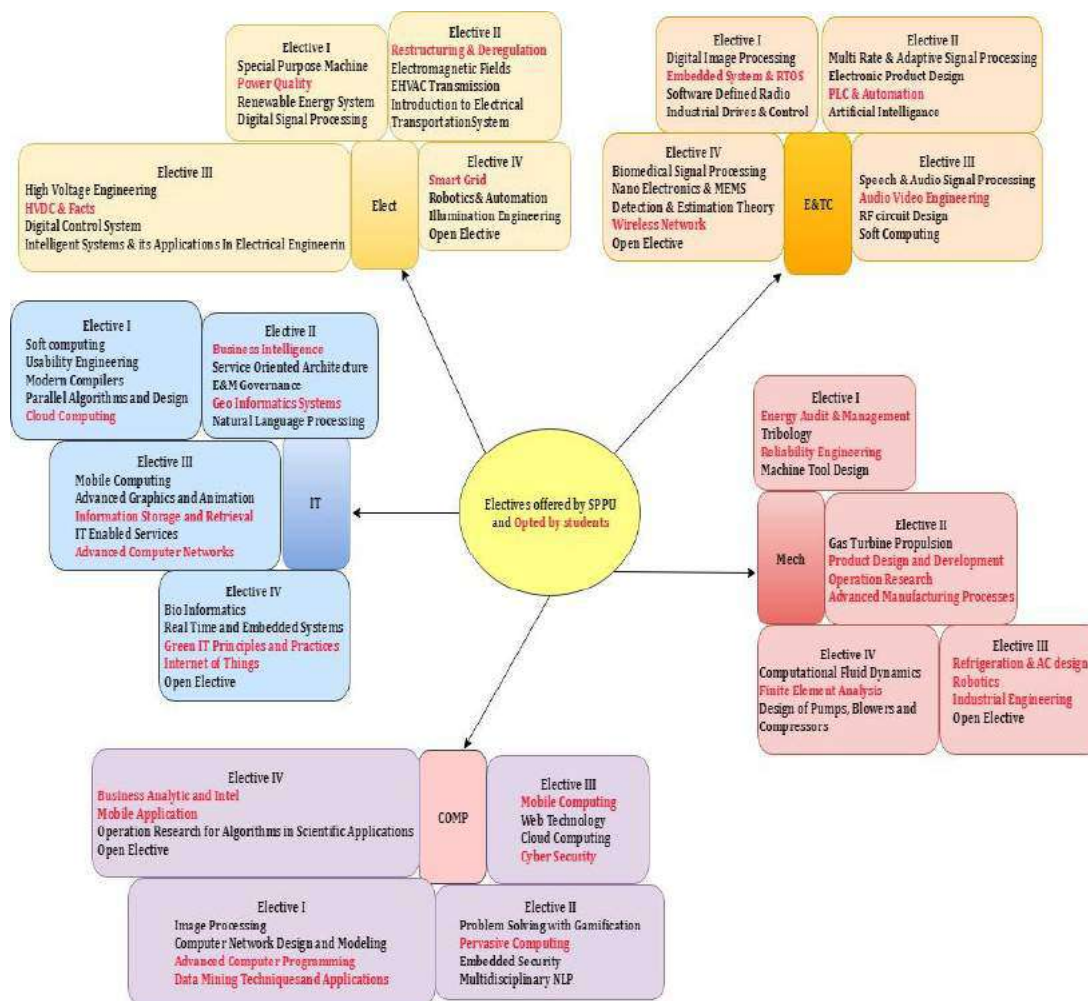 Elective I
Special Purpose Machine
Power Quality
Renewable Energy System
Digital Signal Processing
Elective II
Restructuring & Deregulation
Electromagnetic Fields
EHVAC Transmission
Introduction to Electrical
TransportationSystem
Elective III
High Voltage Engineering
HVDC & Facts
Digital Control System
Intelligent Systems & its Applications In Electrical Engineerin
Elect
Elective IV
Smart Grid
Robotics& Automation
Illumination Engineering
Open Elective
Elective I
Digital Image Processing
Embedded System & RTOS
Software Defined Radio
Industrial Drives & Control
Elective II
Multi Rate & Adaptive Signal Processing
Electronic Product Design
PLC & Automation
Artificial Intelligance
Elective IV
Biomedical Signal Processing
Nano Electronics & MEMS
Detection & Estimation Theory
Wireless Network
Open Elective
E&TC
Elective III
Speech & Audio Signal Processing
Audio Video Engineering
RF circuit Design
Soft Computing
Elective I
Soft computing
Usability Engineering
Modern Compilers
Parallel Algorithms and Design
Cloud Computing
Elective II
Business Intelligence
Service Oriented Architecture
E&M Governance
Geo Informatics Systems
Natural Language Processing
Elective III
Mobile Computing
Advanced Graphics and Animation
Information Storage and Retrieval
IT Enabled Services
Advanced Computer Networks
IT
Elective IV
Bio Informatics
Real Time and Embedded Systems
Green IT Principles and Practices
Internet of Things
Open Elective
Electives offered by SPPU
and Opted by students
Elective I
Energy Audit & Management
Tribology
Reliability Engineering
Machine Tool Design
Mech
Elective II
Gas Turbine Propulsion
Product Design and Development
Operation Research
Advanced Manufacturing Processes
Elective IV
Computational Fluid Dynamics
Finite Element Analysis
Design of Pumps, Blowers and
Compressors
Elective III
Refrigeration & AC design
Robotics
Industrial Engineering
Open Elective
Elective IV
Business Analytic and Intel
Mobile Application
Operation Research for Algorithms in Scientific Applications
Open Elective
COMP
Elective III
Mobile Computing
Web Technology
Cloud Computing
Cyber Security
Elective I
Image Processing
Computer Network Design and Modeling
Advanced Computer Programming
Data Mining Techniquesand Applications
Elective II
Problem Solving with Gamification
Pervasive Computing
Embedded Security
Multidisciplinary NLP